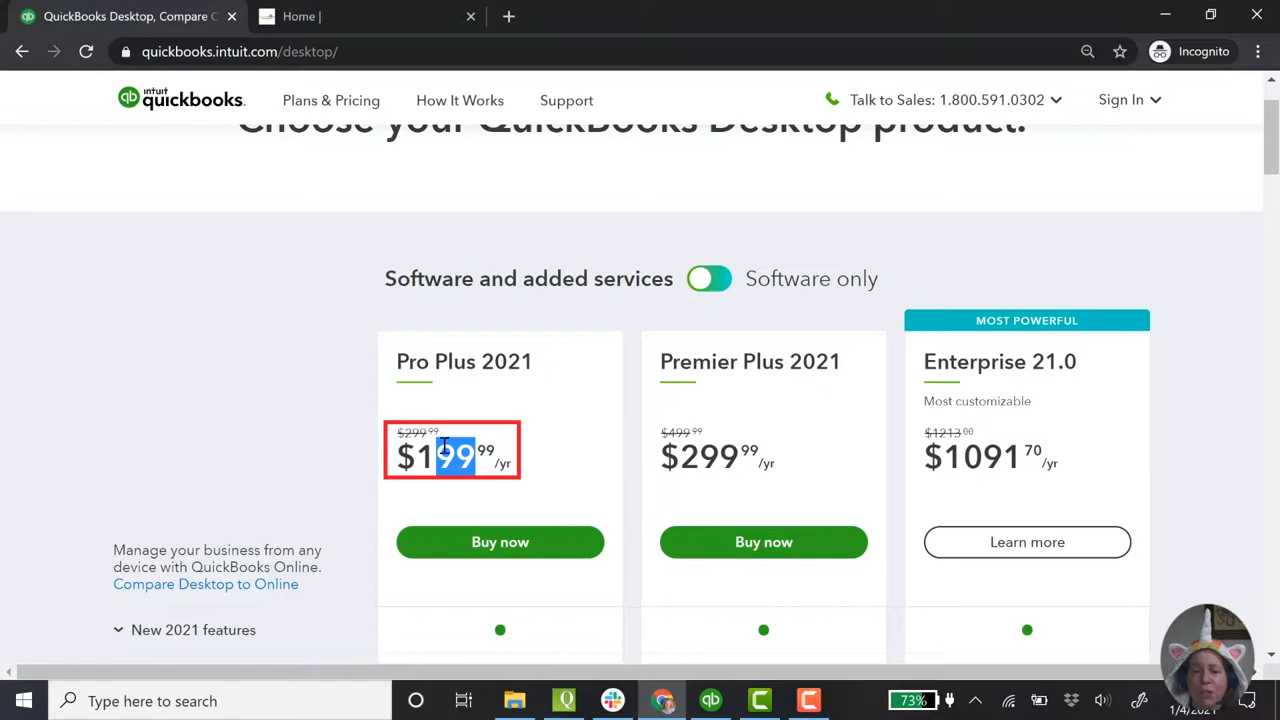 QuickBooks Desktop, Compare
Home |
quickbooks.intuit.com/desktop/
Incognito
intuit
quickbooks.
Plans & Pricing
How It Works
Support
Talk to Sales: 1.800.591.0302
Sign In
Choose your QuickBooks Desktop product.
Software and added services
Software only
MOST POWERFUL
Pro Plus 2021
Premier Plus 2021
Enterprise 21.0
Most customizable
$299 99
$199 99 /yr
$499 99
$299 99 /yr
$1213 00
$1091 70 /yr
Buy now
Buy now
Learn more
Manage your business from any
device with QuickBooks Online.
Compare Desktop to Online
New 2021 features
Type here to search
73%
1/4/2021